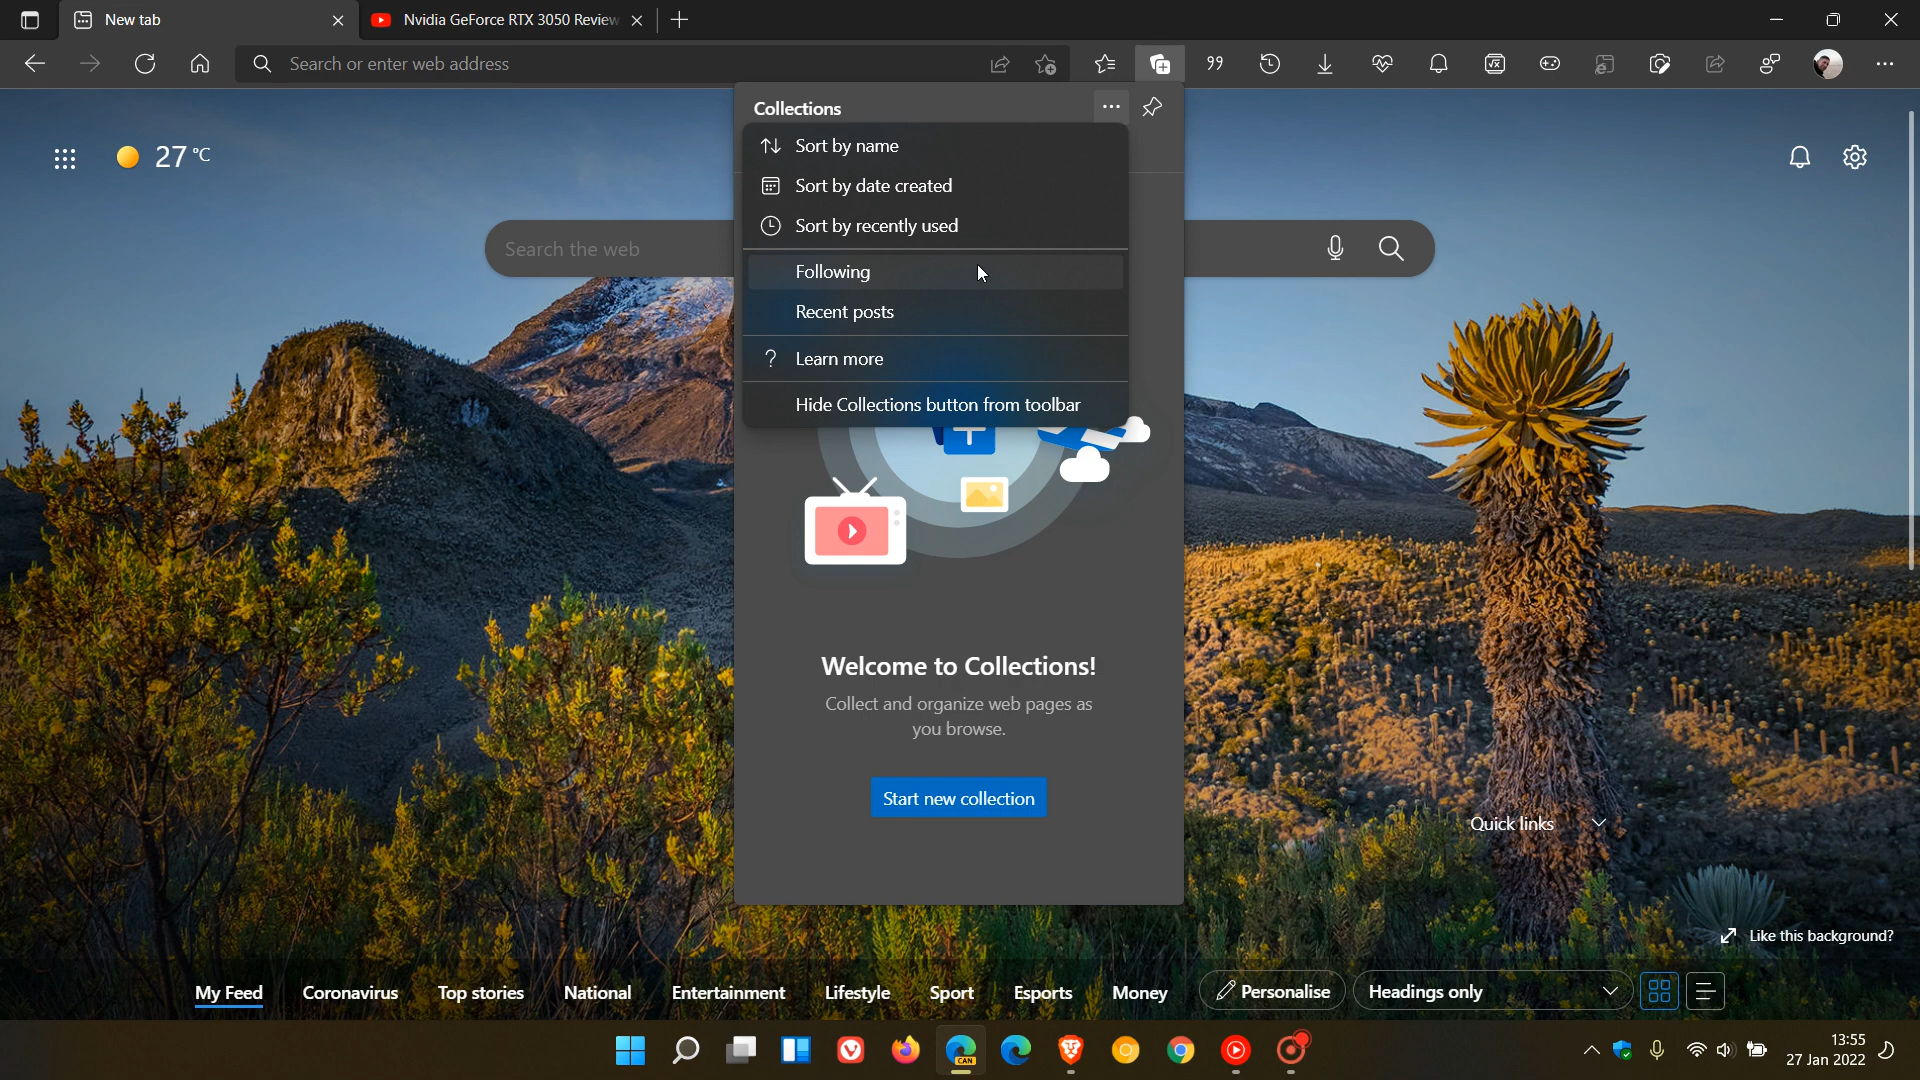 New tab
Nvidia GeForce RTX 3050 Review
Search or enter web address
Collections
27 °C
Sort by name
Sort by date created
Sort by recently used
Search the web
Following
Recent posts
? Learn more
Hide Collections button from toolbar
Welcome to Collections!
Collect and organize web pages as
you browse.
Start new collection
Quick links
Like this background?
My Feed Coronavirus Top stories National Entertainment Lifestyle Sport Esports Money Personalise Headings only
CAN
13:55
27 Jan 2022